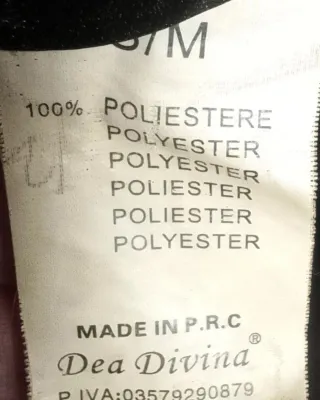 S/M
100% POLIESTERE
POLYESTER
POLYESTER
POLIESTER
POLIESTER
POLYESTER
MADE IN P.R.C
Dea Divina®
P.IVA:03579290879